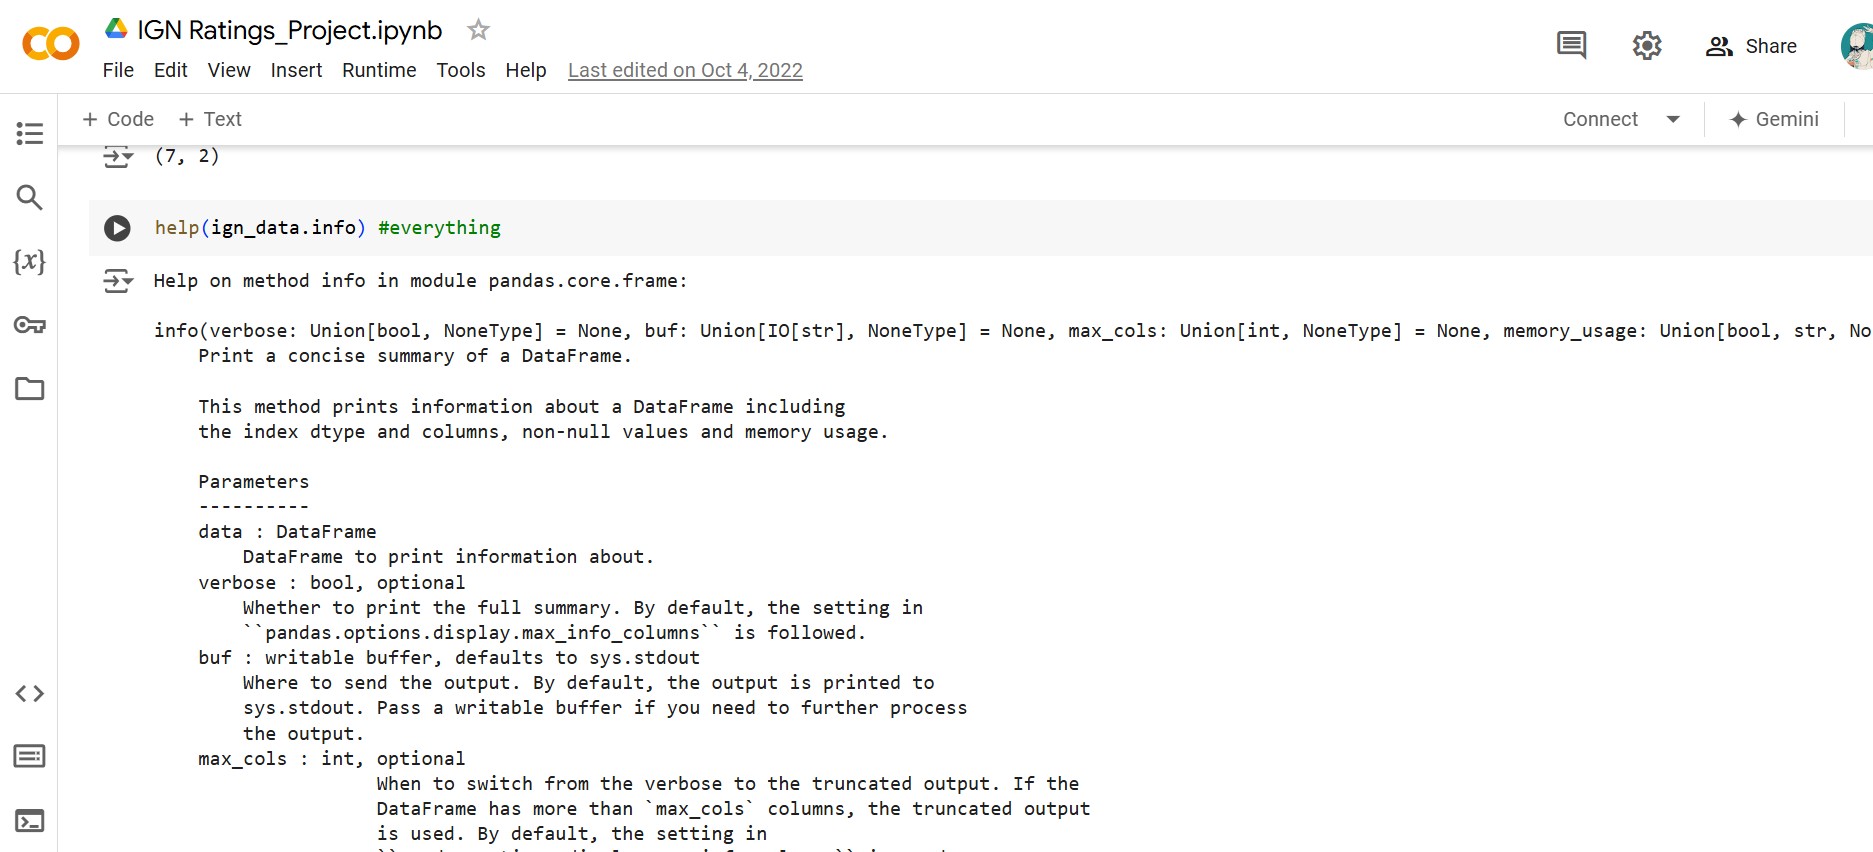 IGN Ratings_Project.ipynb
File Edit View Insert Runtime Tools Help Last edited on Oct 4, 2022
Share
+ Code + Text
Connect Gemini
(7, 2)
help(ign_data.info) #everything
Help on method info in module pandas.core.frame:
info(verbose: Union[bool, NoneType] = None, buf: Union[IO[str], NoneType] = None, max_cols: Union[int, NoneType] = None, memory_usage: Union[bool, str, No
Print a concise summary of a DataFrame.
This method prints information about a DataFrame including
the index dtype and columns, non-null values and memory usage.
Parameters
----------
data : DataFrame
DataFrame to print information about.
verbose : bool, optional
Whether to print the full summary. By default, the setting in
``pandas.options.display.max_info_columns`` is followed.
buf : writable buffer, defaults to sys.stdout
Where to send the output. By default, the output is printed to
sys.stdout. Pass a writable buffer if you need to further process
the output.
max_cols : int, optional
When to switch from the verbose to the truncated output. If the
DataFrame has more than `max_cols` columns, the truncated output
is used. By default, the setting in